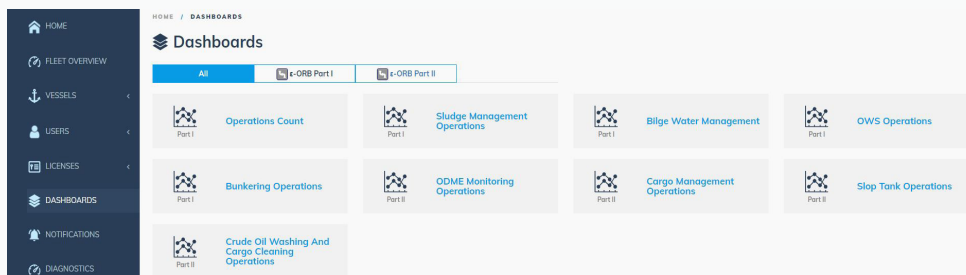 HOME
FLEET OVERVIEW
VESSELS
USERS
LICENSES
DASHBOARDS
NOTIFICATIONS
DIAGNOSTICS
HOME / DASHBOARDS
Dashboards
All
ε-ORB Part I
ε-ORB Part II
Part I
Operations Count
Part I
Sludge Management
Operations
Part I
Bilge Water Management
Part I
OWS Operations
Part I
Bunkering Operations
Part II
ODME Monitoring
Operations
Part II
Cargo Management
Operations
Part II
Slop Tank Operations
Part II
Crude Oil Washing And
Cargo Cleaning
Operations